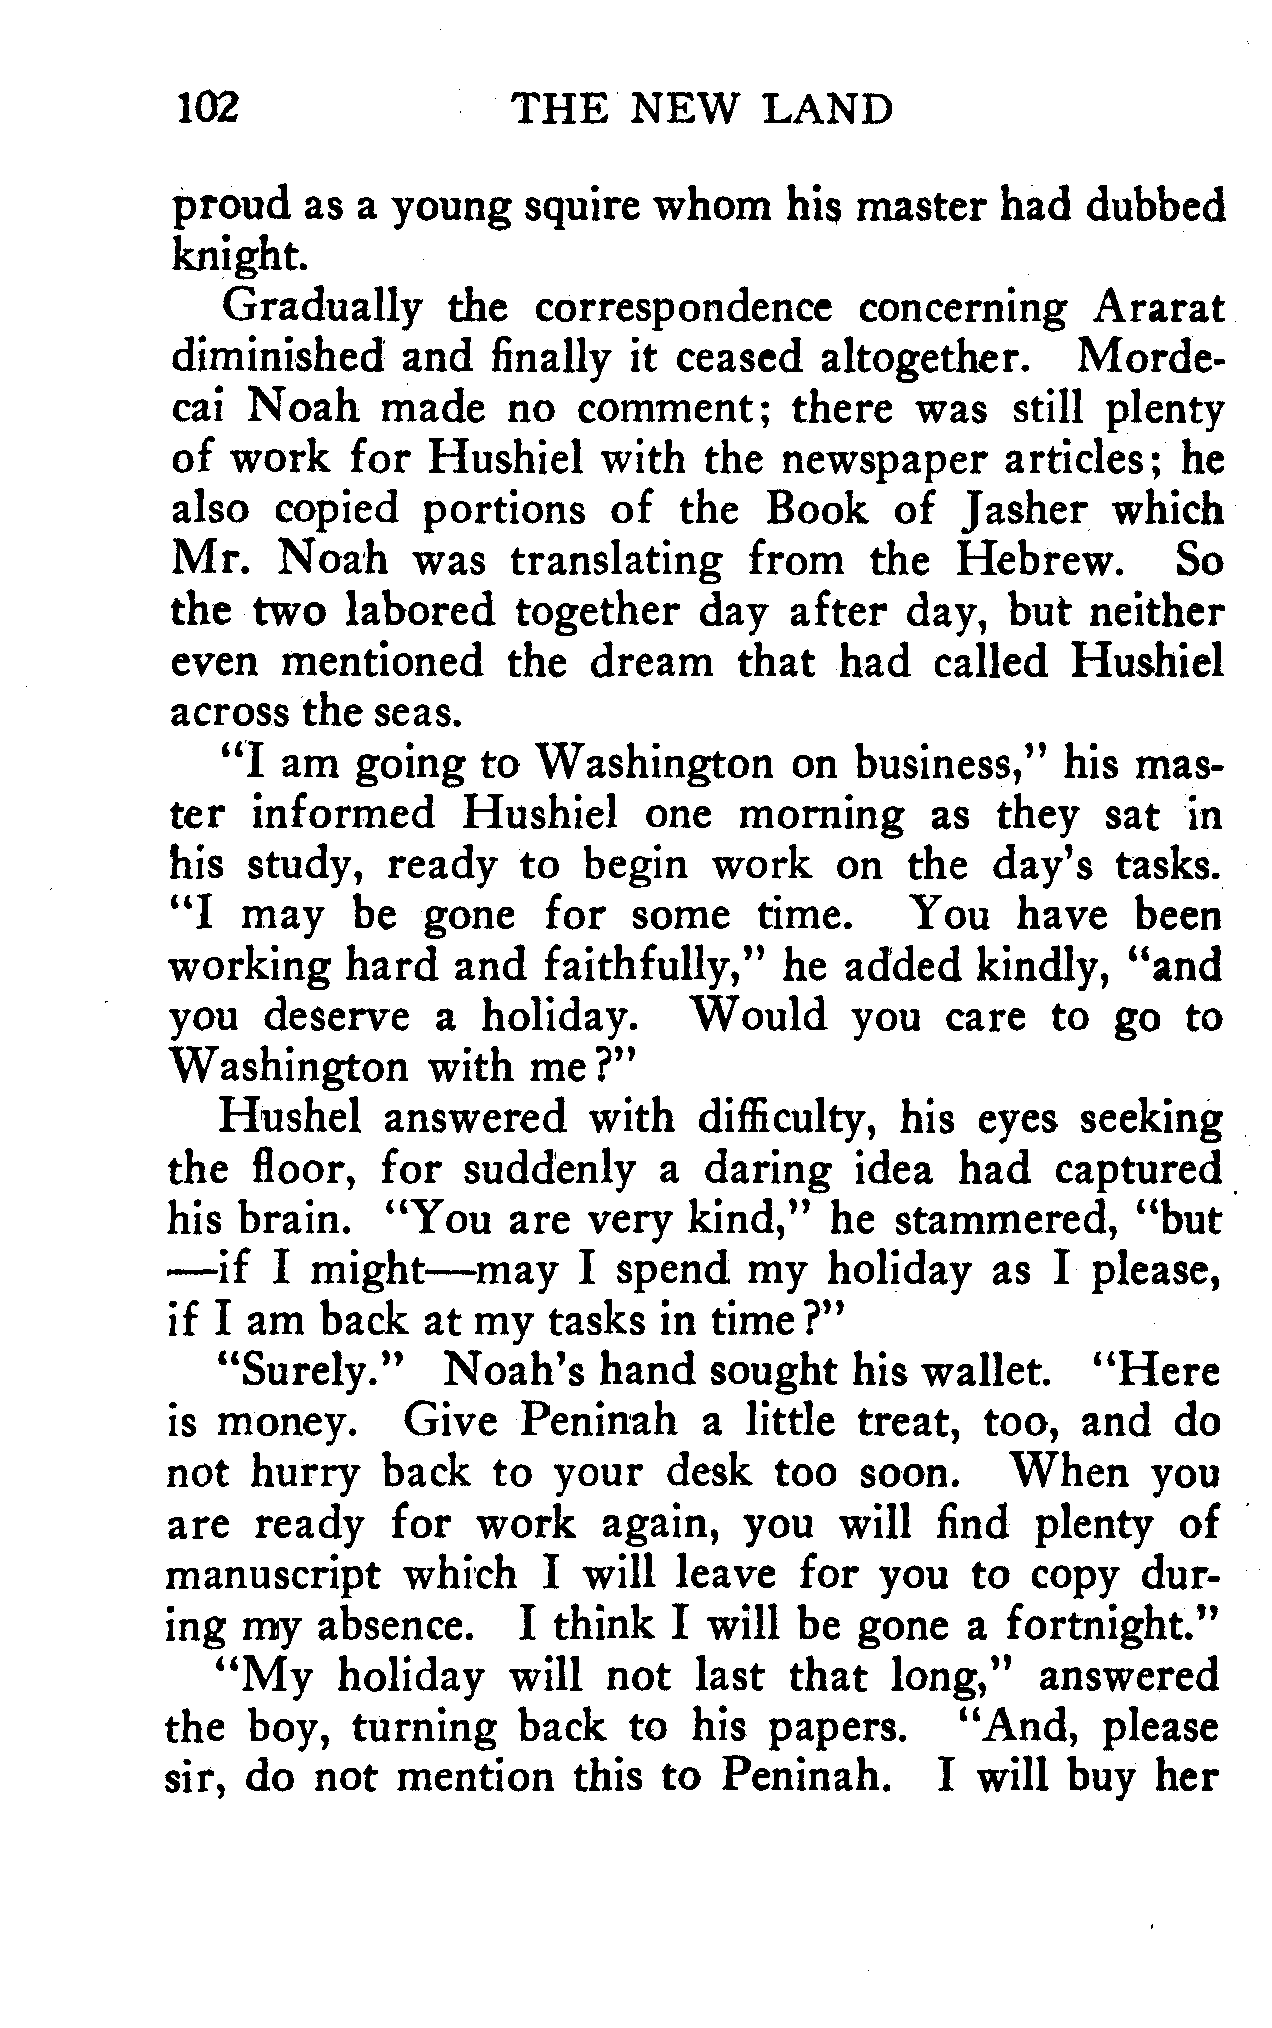 102 THE NEW LAND
proud as a young squire whom his master had dubbed
knight.
Gradually the correspondence concerning Ararat
diminished and finally it ceased altogether. Morde-
cai Noah made no comment; there was still plenty
of work for Hushiel with the newspaper articles; he
also copied portions of the Book of Jasher which
Mr. Noah was translating from the Hebrew. So
the two labored together day after day, but neither
even mentioned the dream that had called Hushiel
across the seas.
"I am going to Washington on business," his mas-
ter informed Hushiel one morning as they sat in
his study, ready to begin work on the day's tasks.
"I may be gone for some time. You have been
working hard and faithfully," he added kindly, "and
you deserve a holiday. Would you care to go to
Washington with me?"
Hushel answered with difficulty, his eyes seeking
the floor, for suddenly a daring idea had captured
his brain. "You are very kind," he stammered, "but
—if I might—may I spend my holiday as I please,
if I am back at my tasks in time?"
"Surely." Noah's hand sought his wallet. "Here
is money. Give Peninah a little treat, too, and do
not hurry back to your desk too soon. When you
are ready for work again, you will find plenty of
manuscript which I will leave for you to copy dur-
ing my absence. I think I will be gone a fortnight."
"My holiday will not last that long," answered
the boy, turning back to his papers. "And, please
sir, do not mention this to Peninah. I will buy her